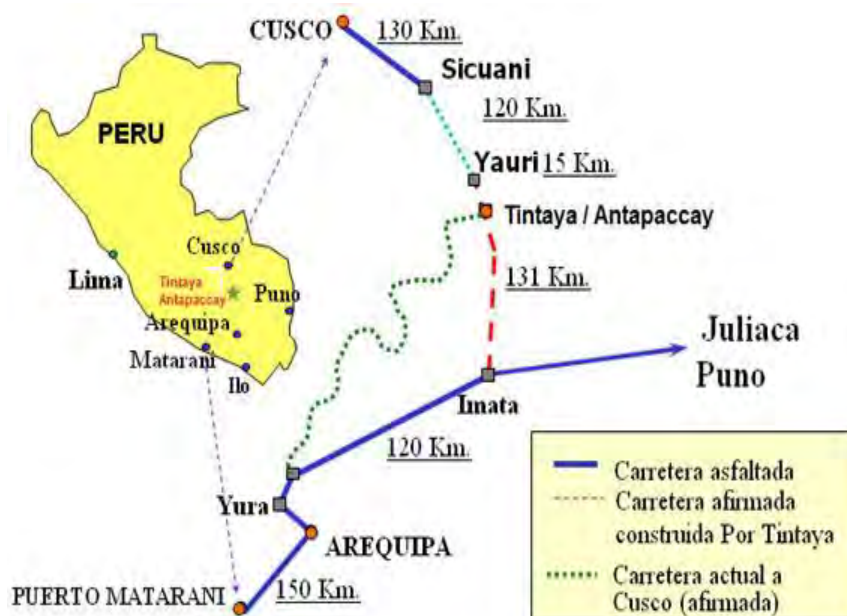 CUSCO
130 Km.
Sicuani
120 Km.
Yauri
15 Km.
Tintaya / Antapaccay
131 Km.
Juliaca
Puno
Imata
120 Km.
Yura
AREQUIPA
PUERTO MATARANI
150 Km.
PERU
Cusco
Lima
Tintaya
Antapaccay
Puno
Arequipa
Matarani
Ilo
Carretera asfaltada
Carretera afirmada
construida Por Tintaya
Carretera actual a
Cusco (afirmada)